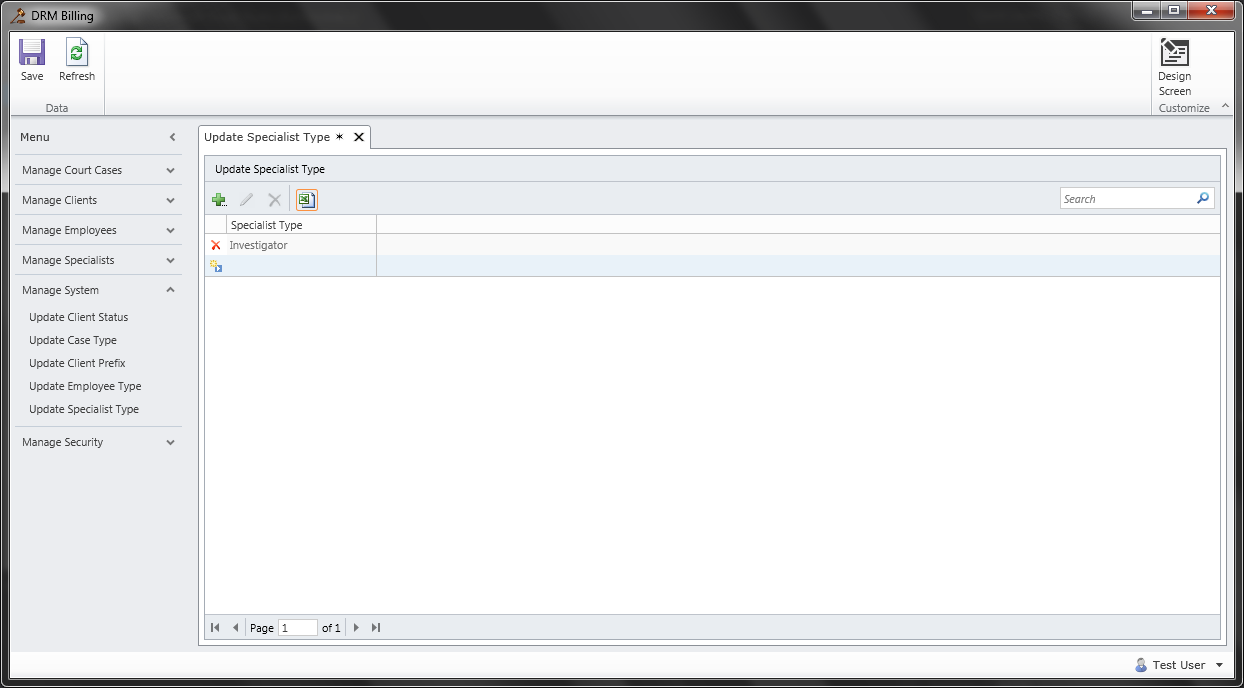 DRM Billing
Save
Refresh
Data
Design
Screen
Customize
Menu
Manage Court Cases
Manage Clients
Manage Employees
Manage Specialists
Manage System
Update Client Status
Update Case Type
Update Client Prefix
Update Employee Type
Update Specialist Type
Manage Security
Update Specialist Type *
Update Specialist Type
Search
Specialist Type
Investigator
Page 1 of 1
Test User